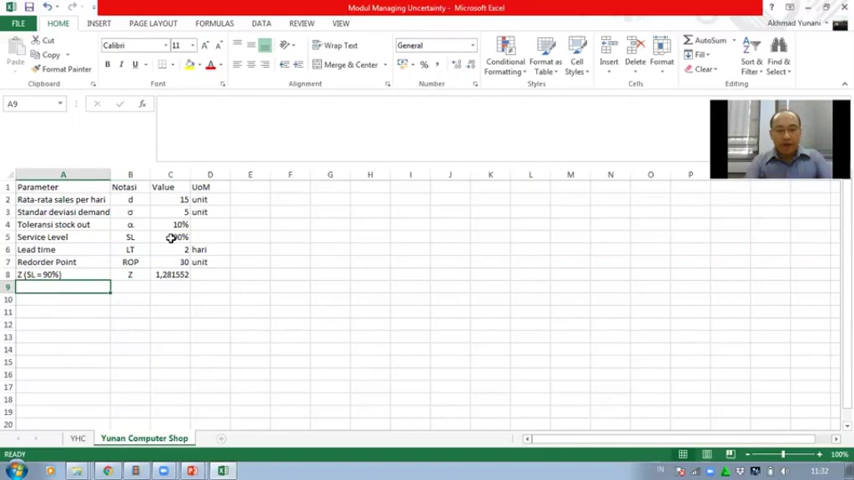 Modul Managing Uncertainty - Microsoft Excel
FILE HOME INSERT PAGE LAYOUT FORMULAS DATA REVIEW VIEW Akhmad Yunani
Paste Cut Copy Format Painter
Calibri 11 Wrap Text Merge & Center General
Conditional Formatting Format as Table Cell Styles Insert Delete Format AutoSum Fill Clear Sort & Filter Find & Select
Clipboard Font Alignment Number Styles Cells Editing
A9 fx
A B C D E F G H I J K L M N O P
1 Parameter Notasi Value UoM
2 Rata-rata sales per hari d 15 unit
3 Standar deviasi demand σ 5 unit
4 Toleransi stock out α 10%
5 Service Level SL 90%
6 Lead time LT 2 hari
7 Redorder Point ROP 30 unit
8 Z (SL = 90%) Z 1,281552
9
10
11
12
13
14
15
16
17
18
19
20
YHC Yunan Computer Shop
READY 100%
IN 11:32